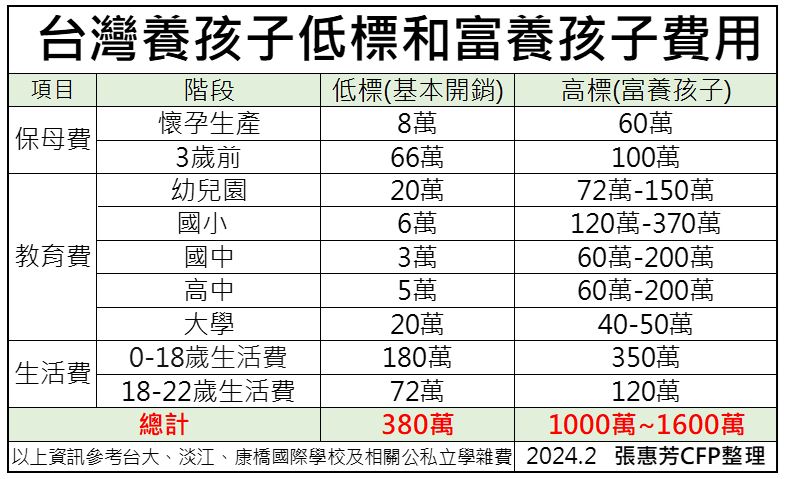 台灣養孩子低標和富養孩子費用
項目 階段 低標(基本開銷) 高標(富養孩子)
保母費 懷孕生產 8萬 60萬
3歲前 66萬 100萬
教育費 幼兒園 20萬 72萬-150萬
國小 6萬 120萬-370萬
國中 3萬 60萬-200萬
高中 5萬 60萬-200萬
大學 20萬 40-50萬
生活費 0-18歲生活費 180萬 350萬
18-22歲生活費 72萬 120萬
總計 380萬 1000萬~1600萬
以上資訊參考台大、淡江、康橋國際學校及相關公私立學雜費 2024.2 張惠芳CFP整理